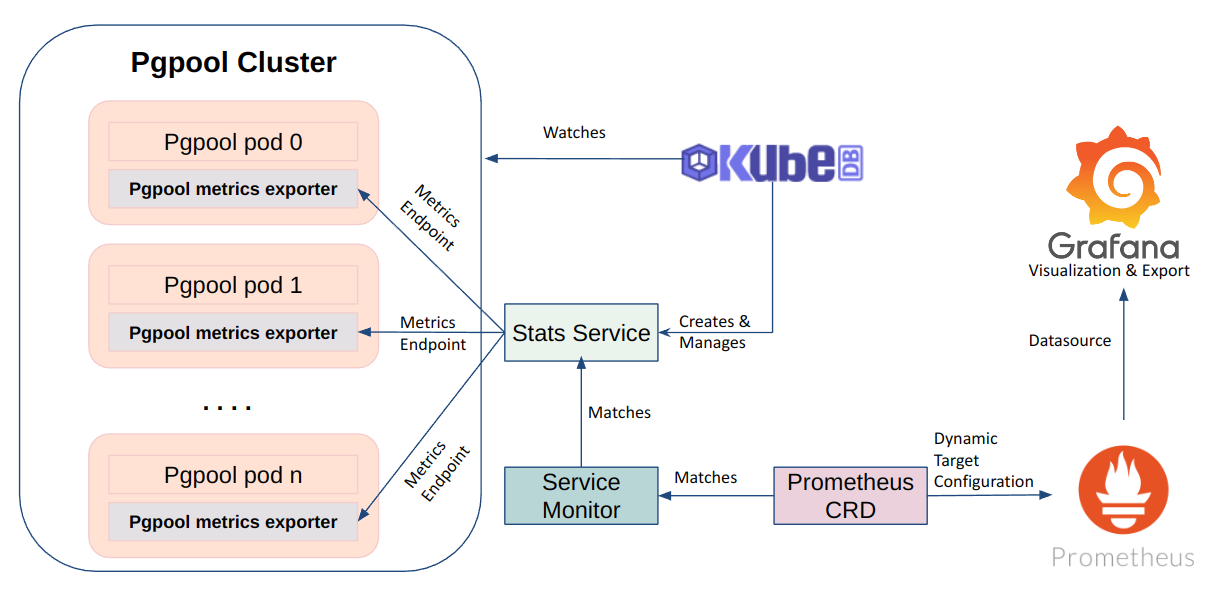 Pgpool Cluster
Pgpool pod 0
Pgpool metrics exporter
Pgpool pod 1
Pgpool metrics exporter
. . . .
Pgpool pod n
Pgpool metrics exporter
Metrics
Endpoint
Metrics
Endpoint
Metrics
Endpoint
Watches
KubeDB
Stats Service
Creates &
Manages
Matches
Service
Monitor
Matches
Prometheus
CRD
Dynamic
Target
Configuration
Grafana
Visualization & Export
Datasource
Prometheus